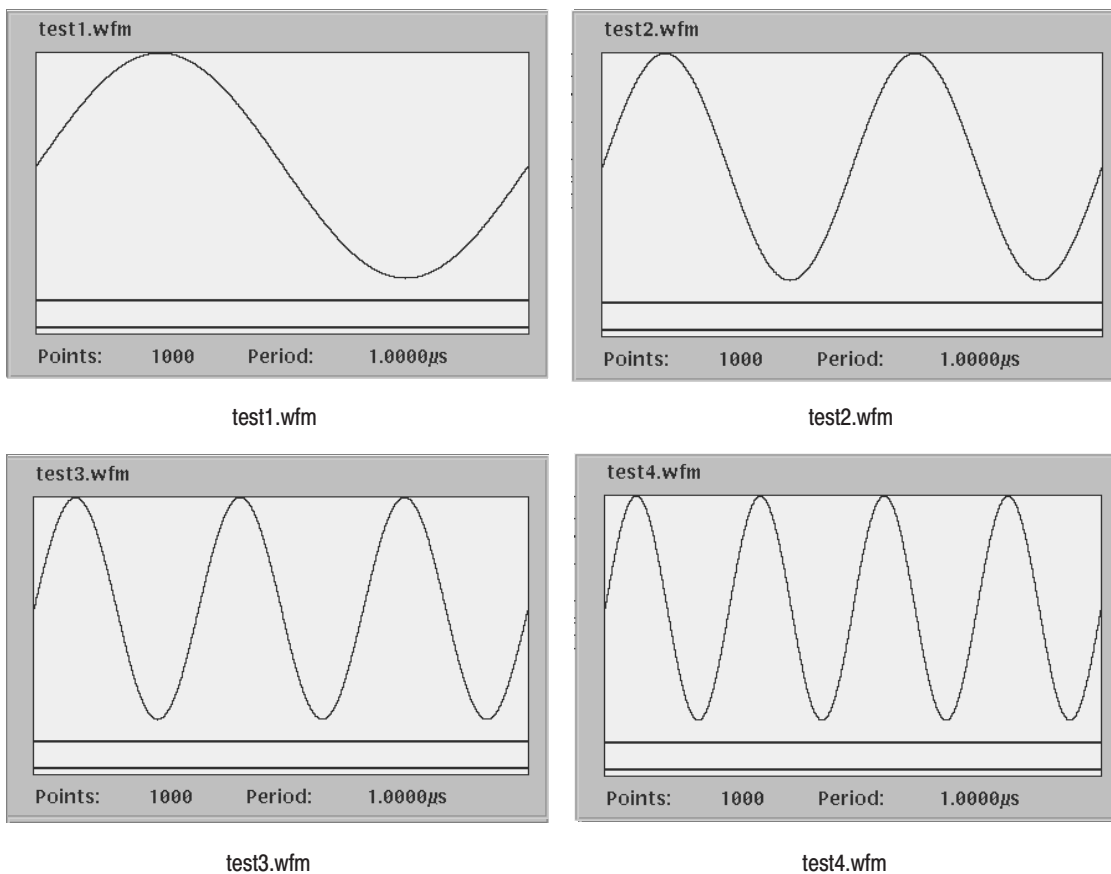 test1.wfm
Points: 1000 Period: 1.0000µs
test1.wfm
test2.wfm
Points: 1000 Period: 1.0000µs
test2.wfm
test3.wfm
Points: 1000 Period: 1.0000µs
test3.wfm
test4.wfm
Points: 1000 Period: 1.0000µs
test4.wfm